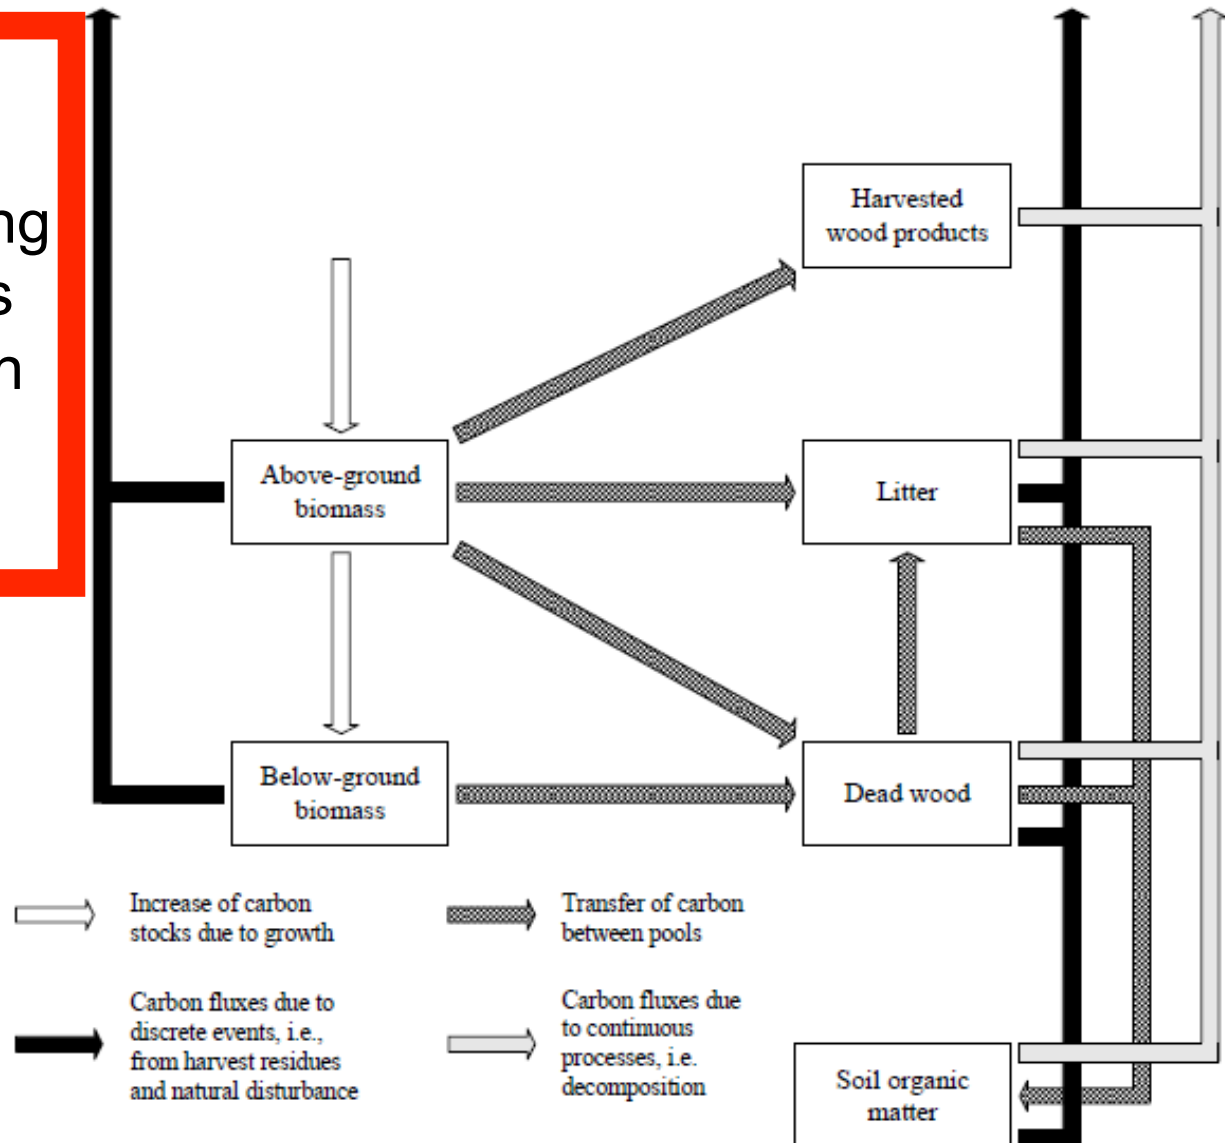 ng
s
n
Harvested
wood products
Above-ground
biomass
Litter
Below-ground
biomass
Dead wood
Increase of carbon
stocks due to growth
Transfer of carbon
between pools
Carbon fluxes due to
discrete events, i.e.,
from harvest residues
and natural disturbance
Carbon fluxes due
to continuous
processes, i.e.
decomposition
Soil organic
matter